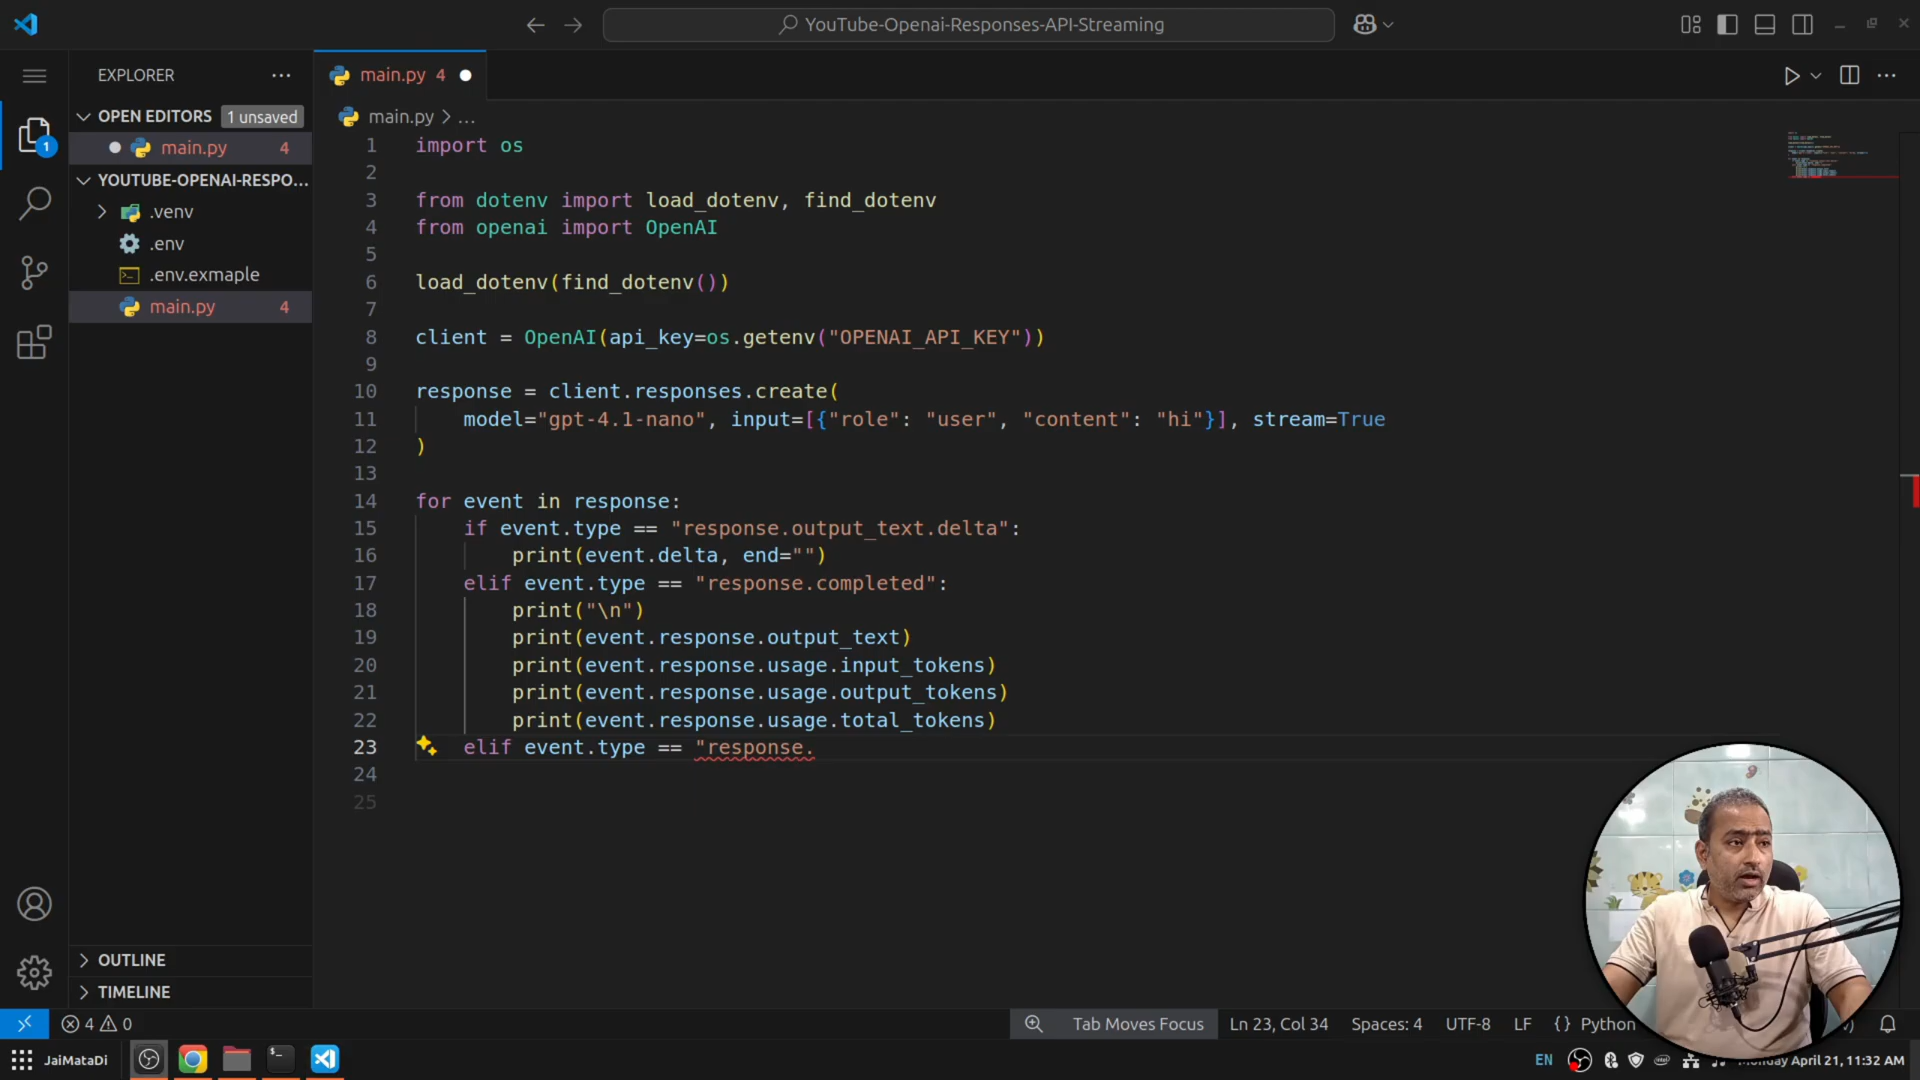 YouTube-Openai-Responses-API-Streaming
EXPLORER
main.py 4
OPEN EDITORS 1 unsaved
main.py 4
YOUTUBE-OPENAI-RESPO...
.venv
.env
.env.exmaple
main.py 4
1
OUTLINE
TIMELINE
main.py > ...
1 import os
2
3 from dotenv import load_dotenv, find_dotenv
4 from openai import OpenAI
5
6 load_dotenv(find_dotenv())
7
8 client = OpenAI(api_key=os.getenv("OPENAI_API_KEY"))
9
10 response = client.responses.create(
11 model="gpt-4.1-nano", input=[{"role": "user", "content": "hi"}], stream=True
12 )
13
14 for event in response:
15 if event.type == "response.output_text.delta":
16 print(event.delta, end="")
17 elif event.type == "response.completed":
18 print("\n")
19 print(event.response.output_text)
20 print(event.response.usage.input_tokens)
21 print(event.response.usage.output_tokens)
22 print(event.response.usage.total_tokens)
23 elif event.type == "response.
24
25
4 0 Tab Moves Focus Ln 23, Col 34 Spaces: 4 UTF-8 LF {} Python
JaiMataDi EN Monday April 21, 11:32 AM